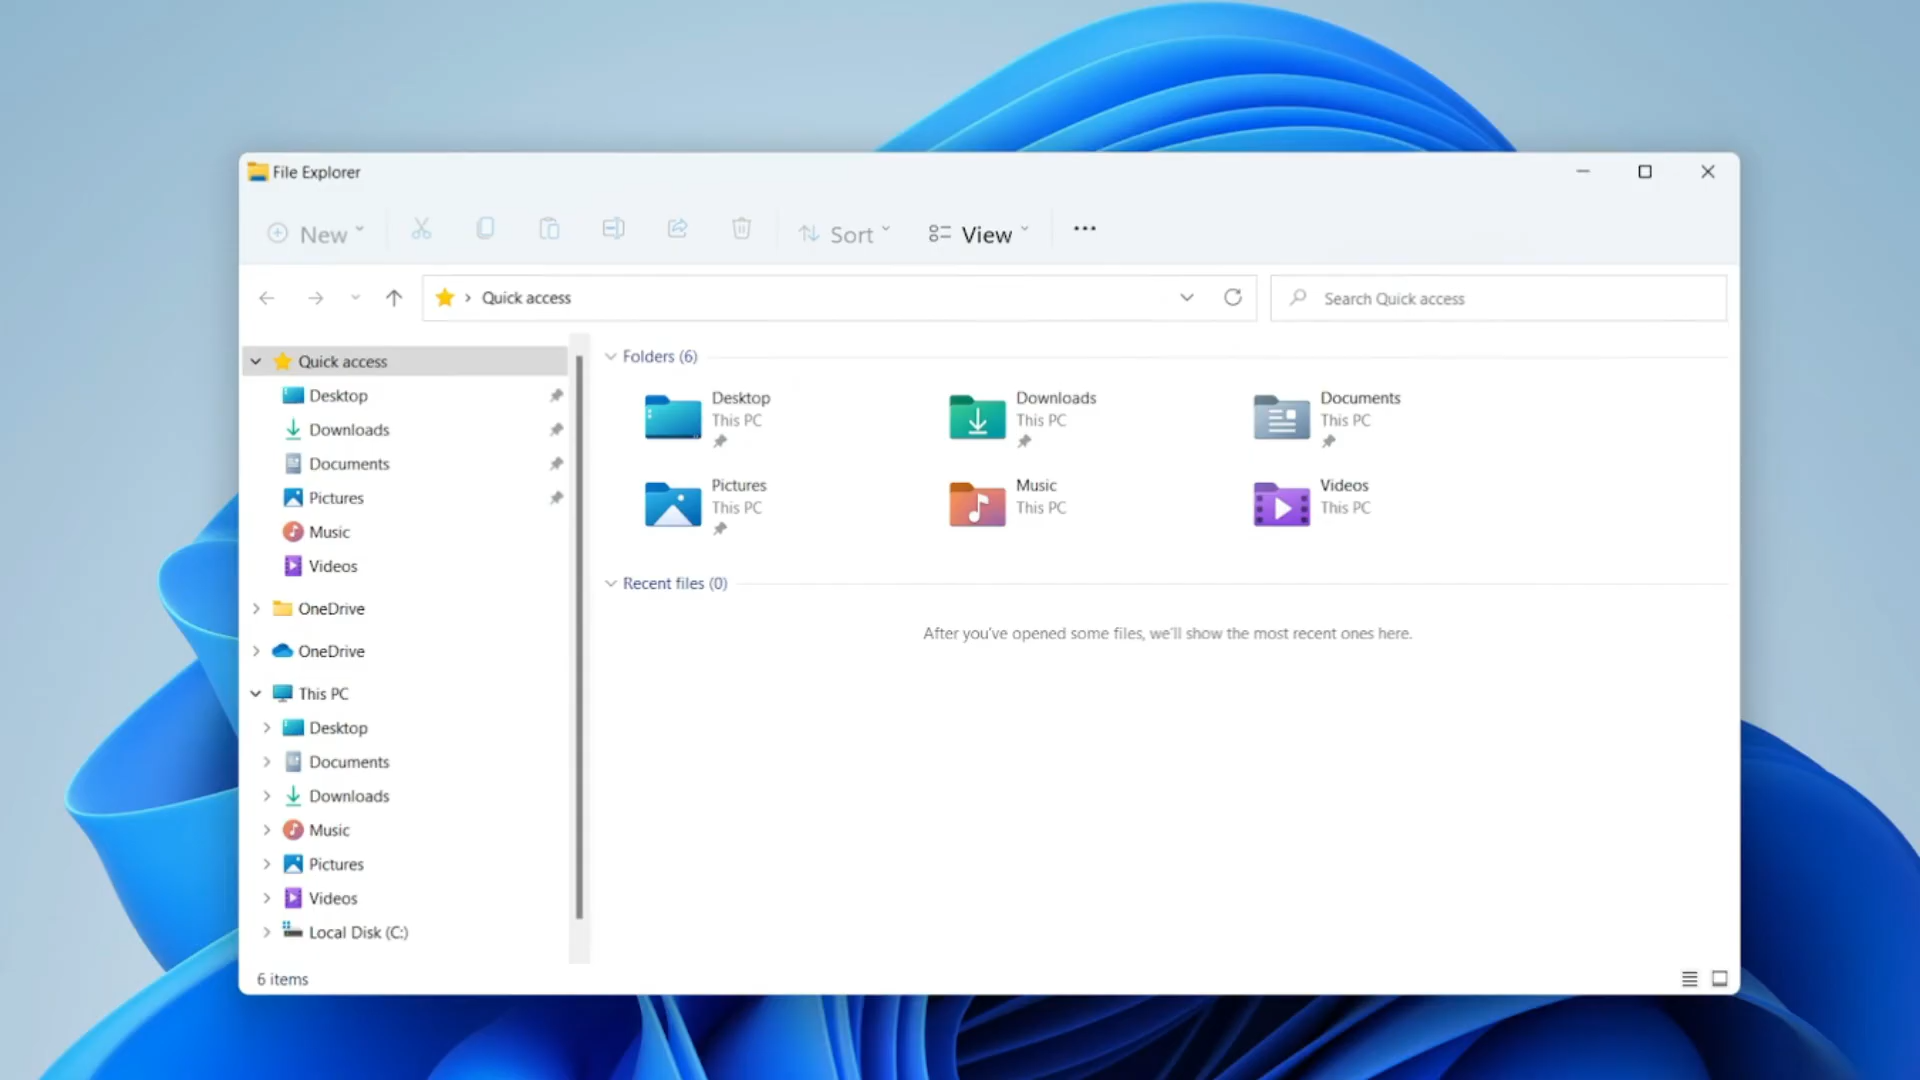 File Explorer
New
Sort
View
Quick access
Search Quick access
Quick access
Desktop
Downloads
Documents
Pictures
Music
Videos
OneDrive
OneDrive
This PC
Desktop
Documents
Downloads
Music
Pictures
Videos
Local Disk (C:)
Folders (6)
Desktop
This PC
Downloads
This PC
Documents
This PC
Pictures
This PC
Music
This PC
Videos
This PC
Recent files (0)
After you've opened some files, we'll show the most recent ones here.
6 items